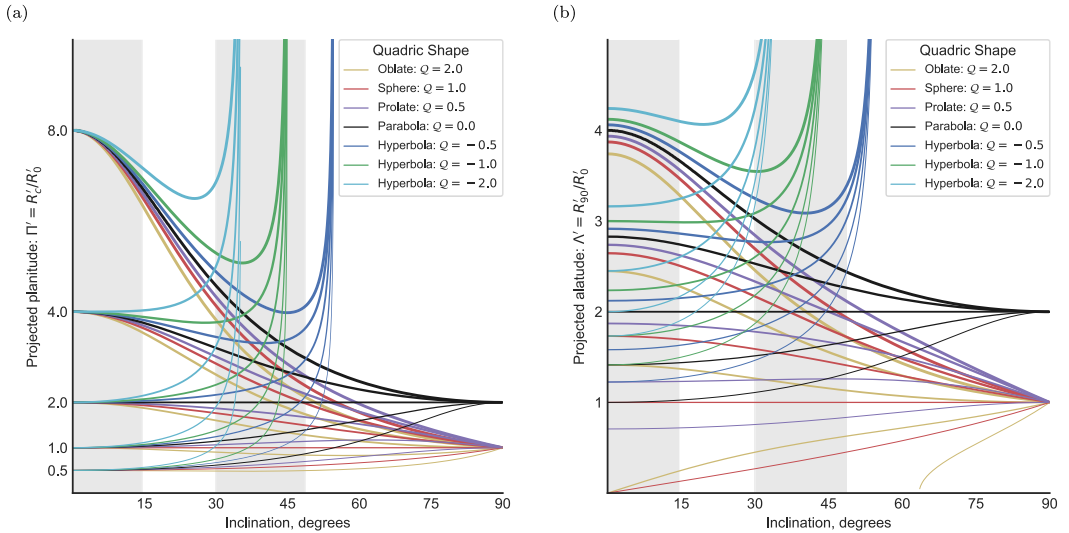 (a)
Projected planitude: Π′ = R′c/R′0
8.0
4.0
2.0
1.0
0.5
15
30
45
60
75
90
Inclination, degrees
Quadric Shape
Oblate: Q = 2.0
Sphere: Q = 1.0
Prolate: Q = 0.5
Parabola: Q = 0.0
Hyperbola: Q = −0.5
Hyperbola: Q = −1.0
Hyperbola: Q = −2.0
(b)
Projected alatude: Λ′ = R′90/R′0
4
3
2
1
15
30
45
60
75
90
Inclination, degrees
Quadric Shape
Oblate: Q = 2.0
Sphere: Q = 1.0
Prolate: Q = 0.5
Parabola: Q = 0.0
Hyperbola: Q = −0.5
Hyperbola: Q = −1.0
Hyperbola: Q = −2.0